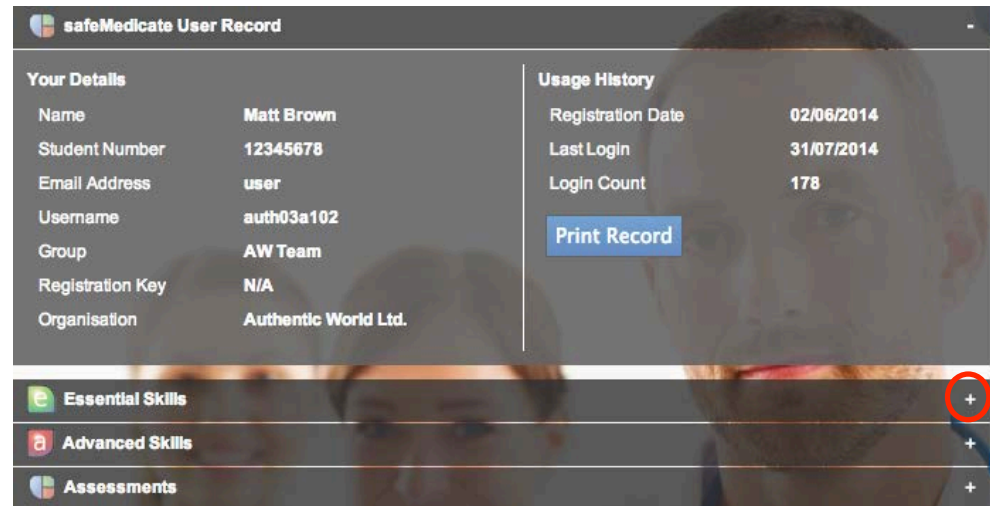 safeMedicate User Record -
Your Details
Name Matt Brown
Student Number 12345678
Email Address user
Username auth03a102
Group AW Team
Registration Key N/A
Organisation Authentic World Ltd.
Usage History
Registration Date 02/06/2014
Last Login 31/07/2014
Login Count 178
Print Record
e Essential Skills +
a Advanced Skills +
Assessments +